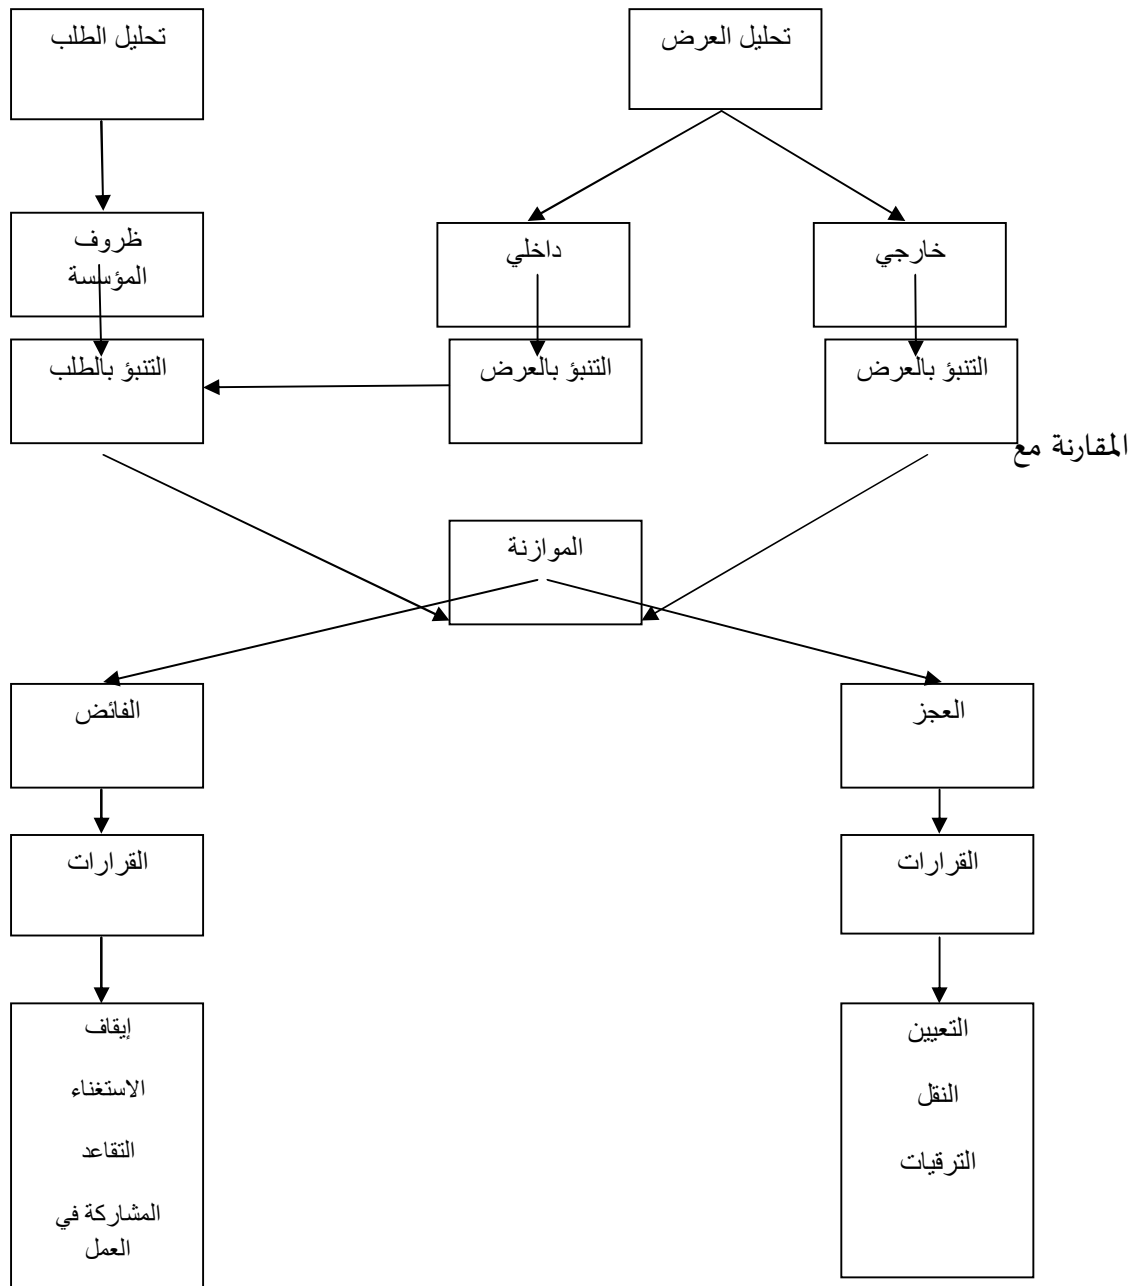 تحليل العرض
تحليل الطلب
خارجي
داخلي
ظروف
المؤسسة
التنبؤ بالعرض
التنبؤ بالعرض
التنبؤ بالطلب
المقارنة مع
الموازنة
العجز
الفائض
القرارات
القرارات
التعيين
النقل
الترقيات
إيقاف
الاستغناء
التقاعد
المشاركة في
العمل